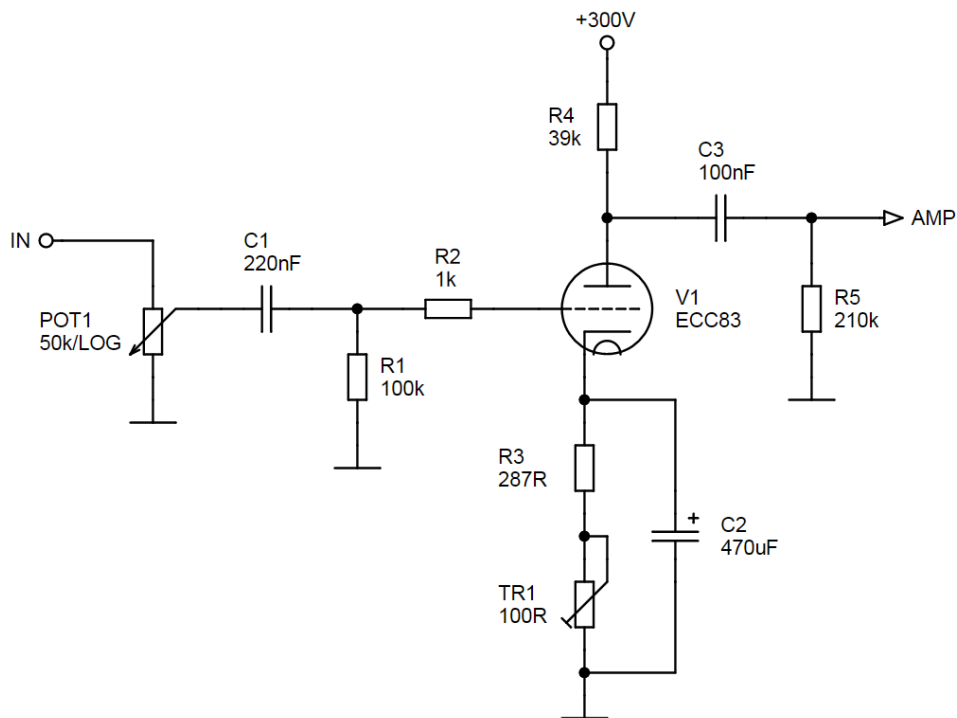 +300V
R4
39k
C3
100nF
AMP
IN
C1
220nF
R2
1k
V1
ECC83
R5
210k
POT1
50k/LOG
R1
100k
R3
287R
+
C2
470uF
TR1
100R